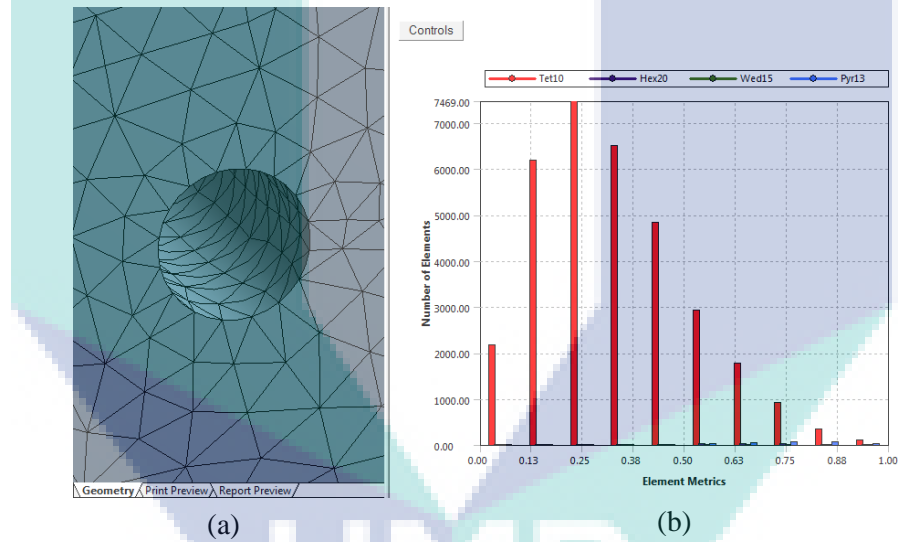 Controls
Tet10 Hex20 Wed15 Pyr13
7469.00
7000.00
6000.00
5000.00
4000.00
3000.00
2000.00
1000.00
0.00
Number of Elements
0.00 0.13 0.25 0.38 0.50 0.63 0.75 0.88 1.00
Element Metrics
Geometry Print Preview Report Preview
(a) (b)